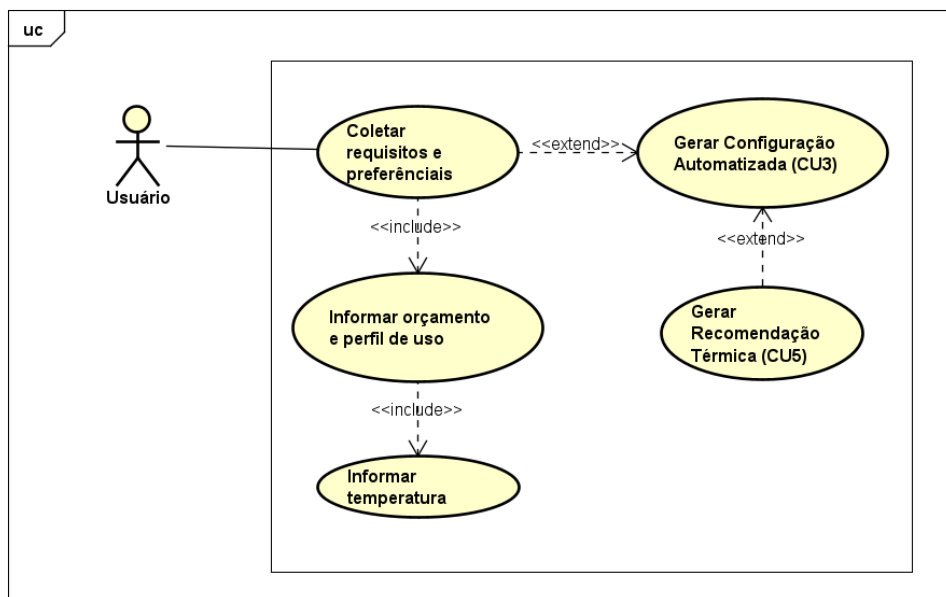 uc
Usuário
Coletar
requisitos e
preferênciais
<<extend>>
Gerar Configuração
Automatizada (CU3)
<<include>>
<<extend>>
Informar orçamento
e perfil de uso
Gerar
Recomendação
Térmica (CU5)
<<include>>
Informar
temperatura